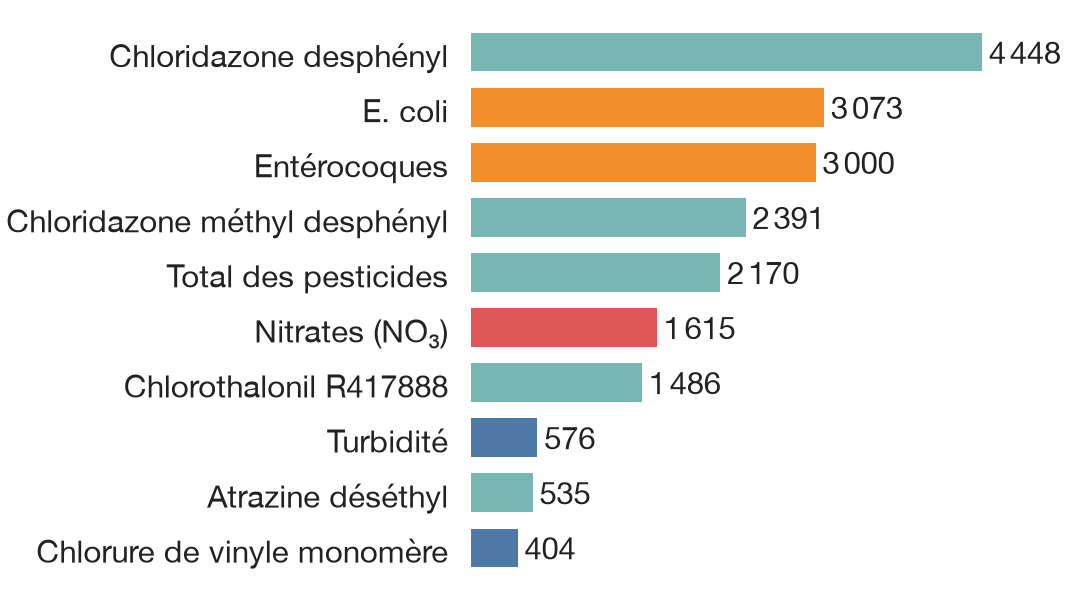 Chloridazone desphényl 4 448
E. coli 3 073
Entérocoques 3 000
Chloridazone méthyl desphényl 2 391
Total des pesticides 2 170
Nitrates (NO₃) 1 615
Chlorothalonil R417888 1 486
Turbidité 576
Atrazine déséthyl 535
Chlorure de vinyle monomère 404